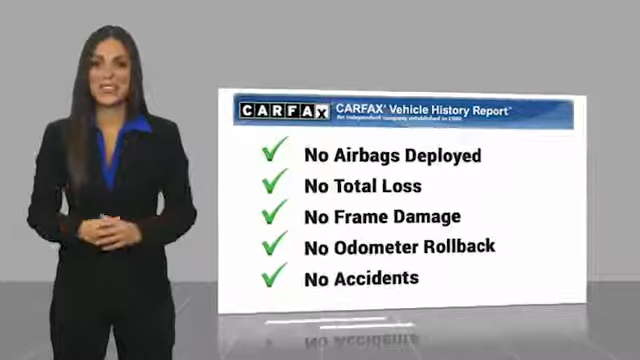 CARFAX CARFAX Vehicle History Report™
An independent company established in 1986
No Airbags Deployed
No Total Loss
No Frame Damage
No Odometer Rollback
No Accidents